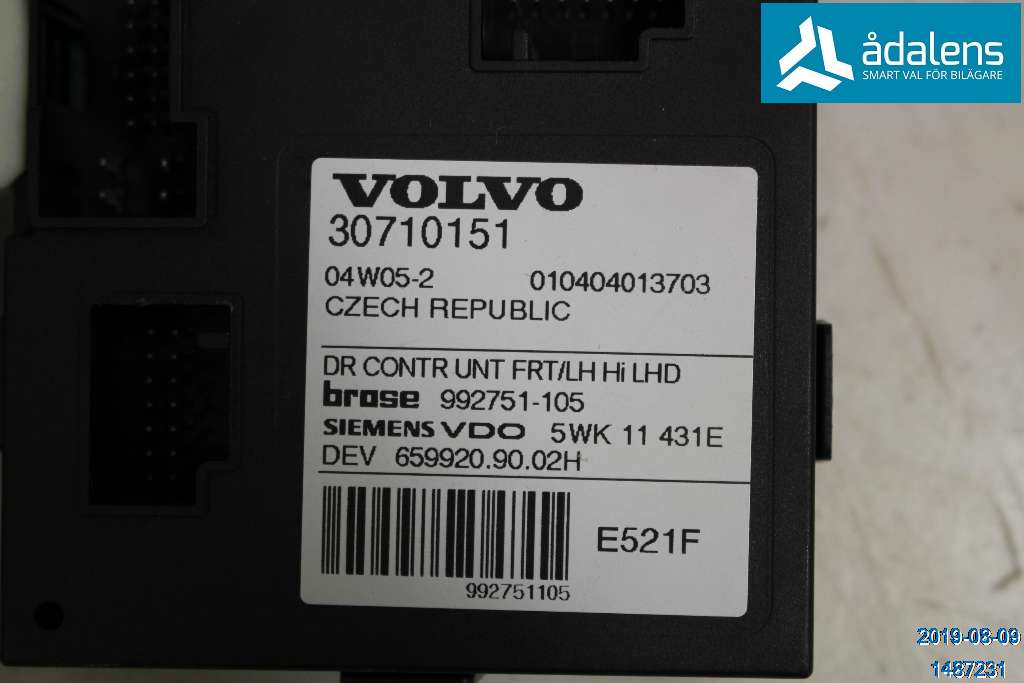 ådalens
SMART VAL FÖR BILÄGARE
VOLVO
30710151
04W05-2 010404013703
CZECH REPUBLIC
DR CONTR UNT FRT/LH Hi LHD
brose 992751-105
SIEMENS VDO 5WK 11 431E
DEV 659920.90.02H
E521F
992751105
2019-08-09
1487231